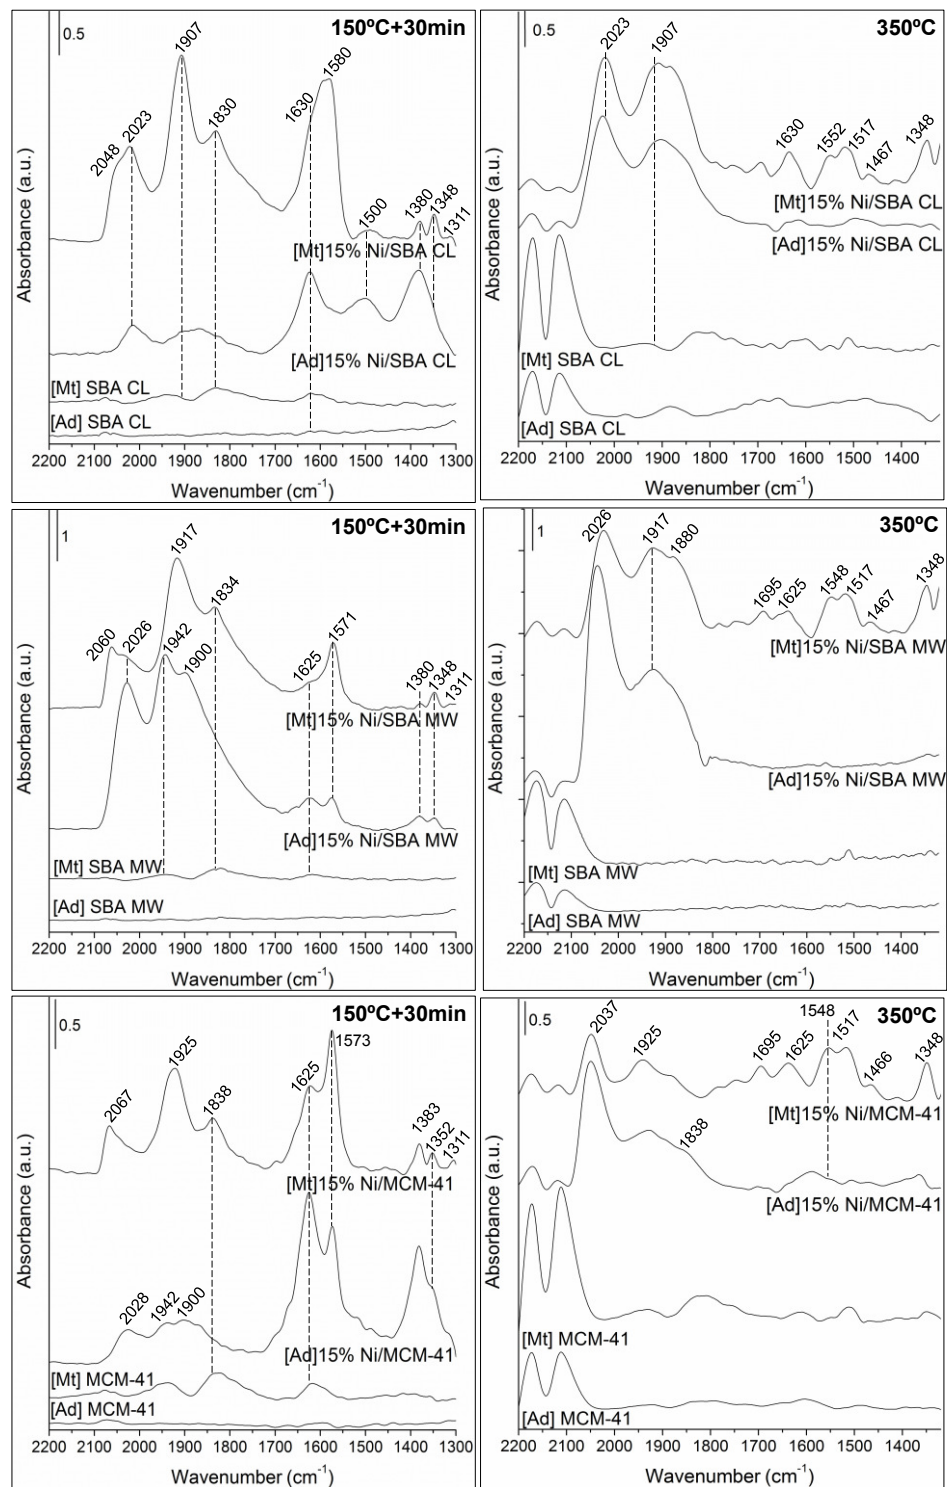 150ºC+30min
0.5
1907
1580
2023
2048
1830
1630
1500
1380
1348
1311
[Mt]15% Ni/SBA CL
[Ad]15% Ni/SBA CL
[Mt] SBA CL
[Ad] SBA CL
Absorbance (a.u.)
2200 2100 2000 1900 1800 1700 1600 1500 1400 1300
Wavenumber (cm-1)
350ºC
0.5
2023
1907
1630
1552
1517
1467
1348
[Mt]15% Ni/SBA CL
[Ad]15% Ni/SBA CL
[Mt] SBA CL
[Ad] SBA CL
Absorbance (a.u.)
2200 2100 2000 1900 1800 1700 1600 1500 1400
Wavenumber (cm-1)
150ºC+30min
1
1917
1834
2060
2026
1942
1900
1625
1571
1380
1348
1311
[Mt]15% Ni/SBA MW
[Ad]15% Ni/SBA MW
[Mt] SBA MW
[Ad] SBA MW
Absorbance (a.u.)
2200 2100 2000 1900 1800 1700 1600 1500 1400 1300
Wavenumber (cm-1)
350ºC
1
2026
1917
1880
1695
1625
1548
1517
1467
1348
[Mt]15% Ni/SBA MW
[Ad]15% Ni/SBA MW
[Mt] SBA MW
[Ad] SBA MW
Absorbance (a.u.)
2200 2100 2000 1900 1800 1700 1600 1500 1400
Wavenumber (cm-1)
150ºC+30min
0.5
2067
1925
1838
1625
1573
1383
1352
1311
[Mt]15% Ni/MCM-41
2028
1942
1900
[Ad]15% Ni/MCM-41
[Mt] MCM-41
[Ad] MCM-41
Absorbance (a.u.)
2200 2100 2000 1900 1800 1700 1600 1500 1400 1300
Wavenumber (cm-1)
350ºC
0.5
2037
1925
1695
1625
1548
1517
1466
1348
[Mt]15% Ni/MCM-41
1838
[Ad]15% Ni/MCM-41
[Mt] MCM-41
[Ad] MCM-41
Absorbance (a.u.)
2200 2100 2000 1900 1800 1700 1600 1500 1400
Wavenumber (cm-1)